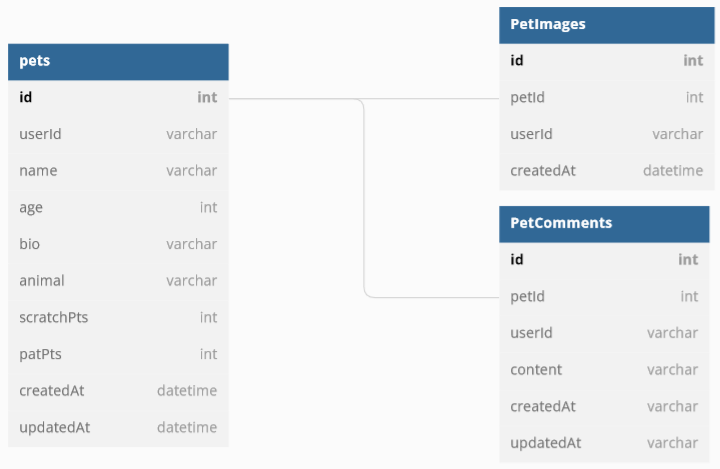 pets
id int
userId varchar
name varchar
age int
bio varchar
animal varchar
scratchPts int
patPts int
createdAt datetime
updatedAt datetime
PetImages
id int
petId int
userId varchar
createdAt datetime
PetComments
id int
petId int
userId varchar
content varchar
createdAt varchar
updatedAt varchar